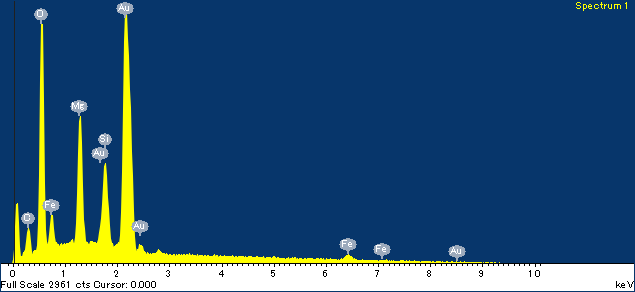 Spectrum 1
O
Au
Mg
Si
Au
Fe
O
Au
Fe
Fe
Au
0 1 2 3 4 5 6 7 8 9 10
Full Scale 2961 cts Cursor: 0.000
keV